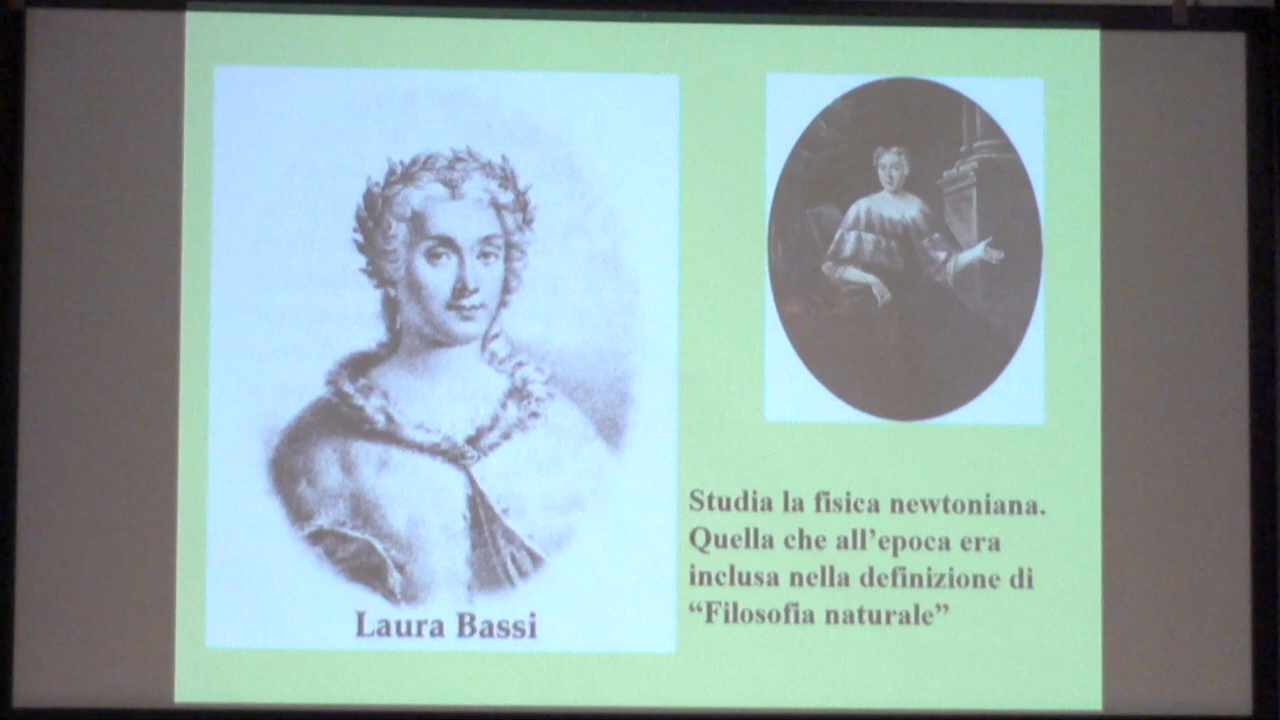 Laura Bassi
Studia la fisica newtoniana.
Quella che all’epoca era
inclusa nella definizione di
“Filosofia naturale”